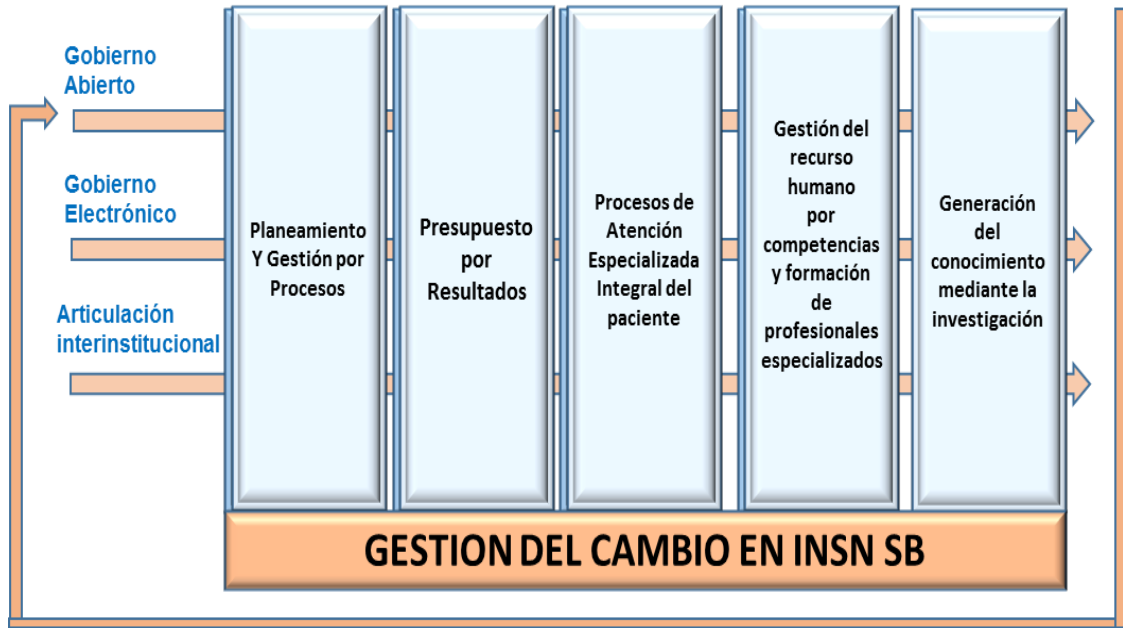 Gobierno
Abierto
Gobierno
Electrónico
Articulación
interinstitucional
Planeamiento
Y Gestión por
Procesos
Presupuesto
por
Resultados
Procesos de
Atención
Especializada
Integral del
paciente
Gestión del
recurso
humano
por
competencias
y formación
de
profesionales
especializados
Generación
del
conocimiento
mediante la
investigación
GESTION DEL CAMBIO EN INSN SB